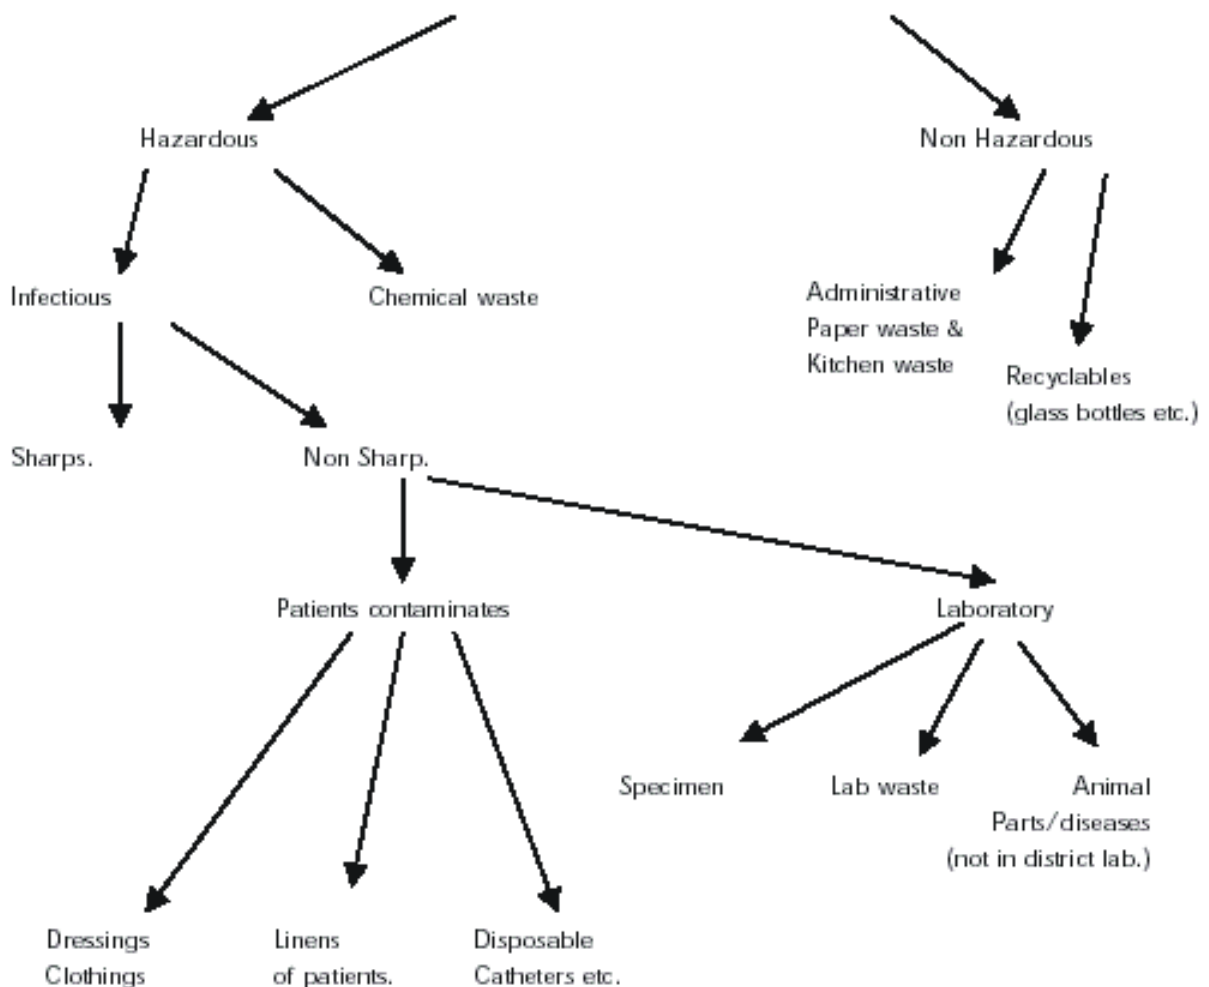 Hazardous
Non Hazardous
Infectious
Chemical waste
Administrative
Paper waste &
Kitchen waste
Recyclables
(glass bottles etc.)
Sharps.
Non Sharp.
Patients contaminates
Laboratory
Specimen
Lab waste
Animal
Parts/diseases
(not in district lab.)
Dressings
Clothings
Linens
of patients.
Disposable
Catheters etc.